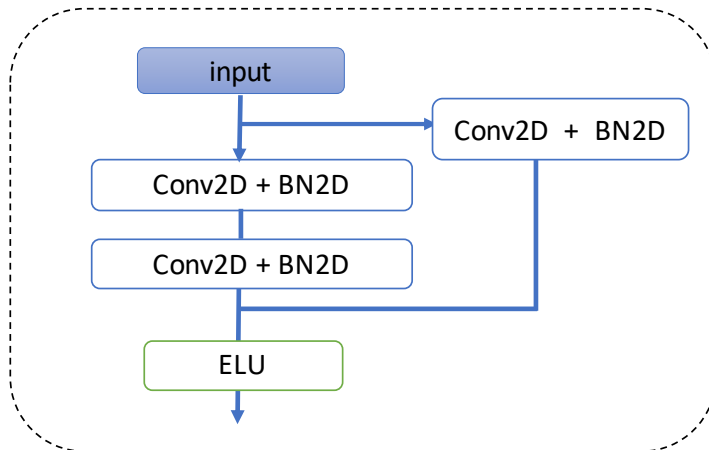 input
Conv2D + BN2D
Conv2D + BN2D
Conv2D + BN2D
ELU